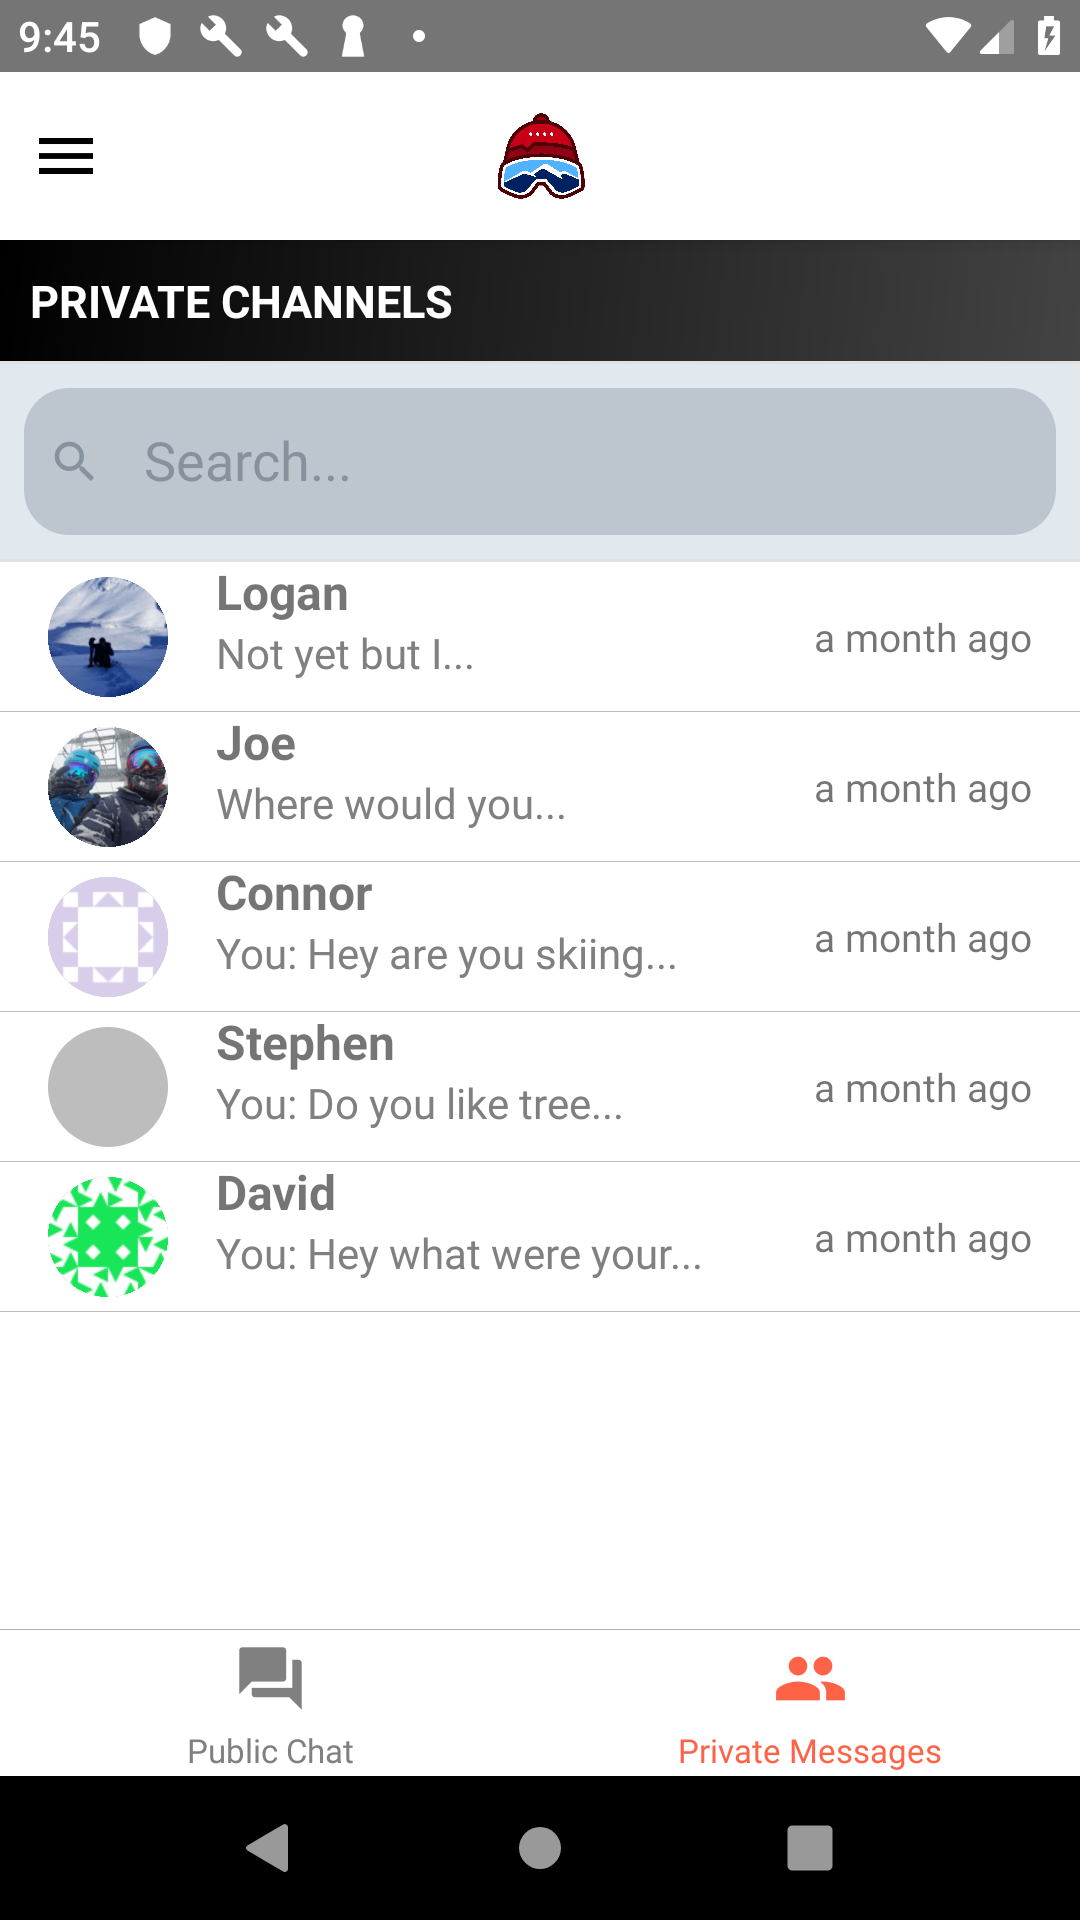 9:45
PRIVATE CHANNELS
Search...
Logan
Not yet but I...
a month ago
Joe
Where would you...
a month ago
Connor
You: Hey are you skiing...
a month ago
Stephen
You: Do you like tree...
a month ago
David
You: Hey what were your...
a month ago
Public Chat
Private Messages